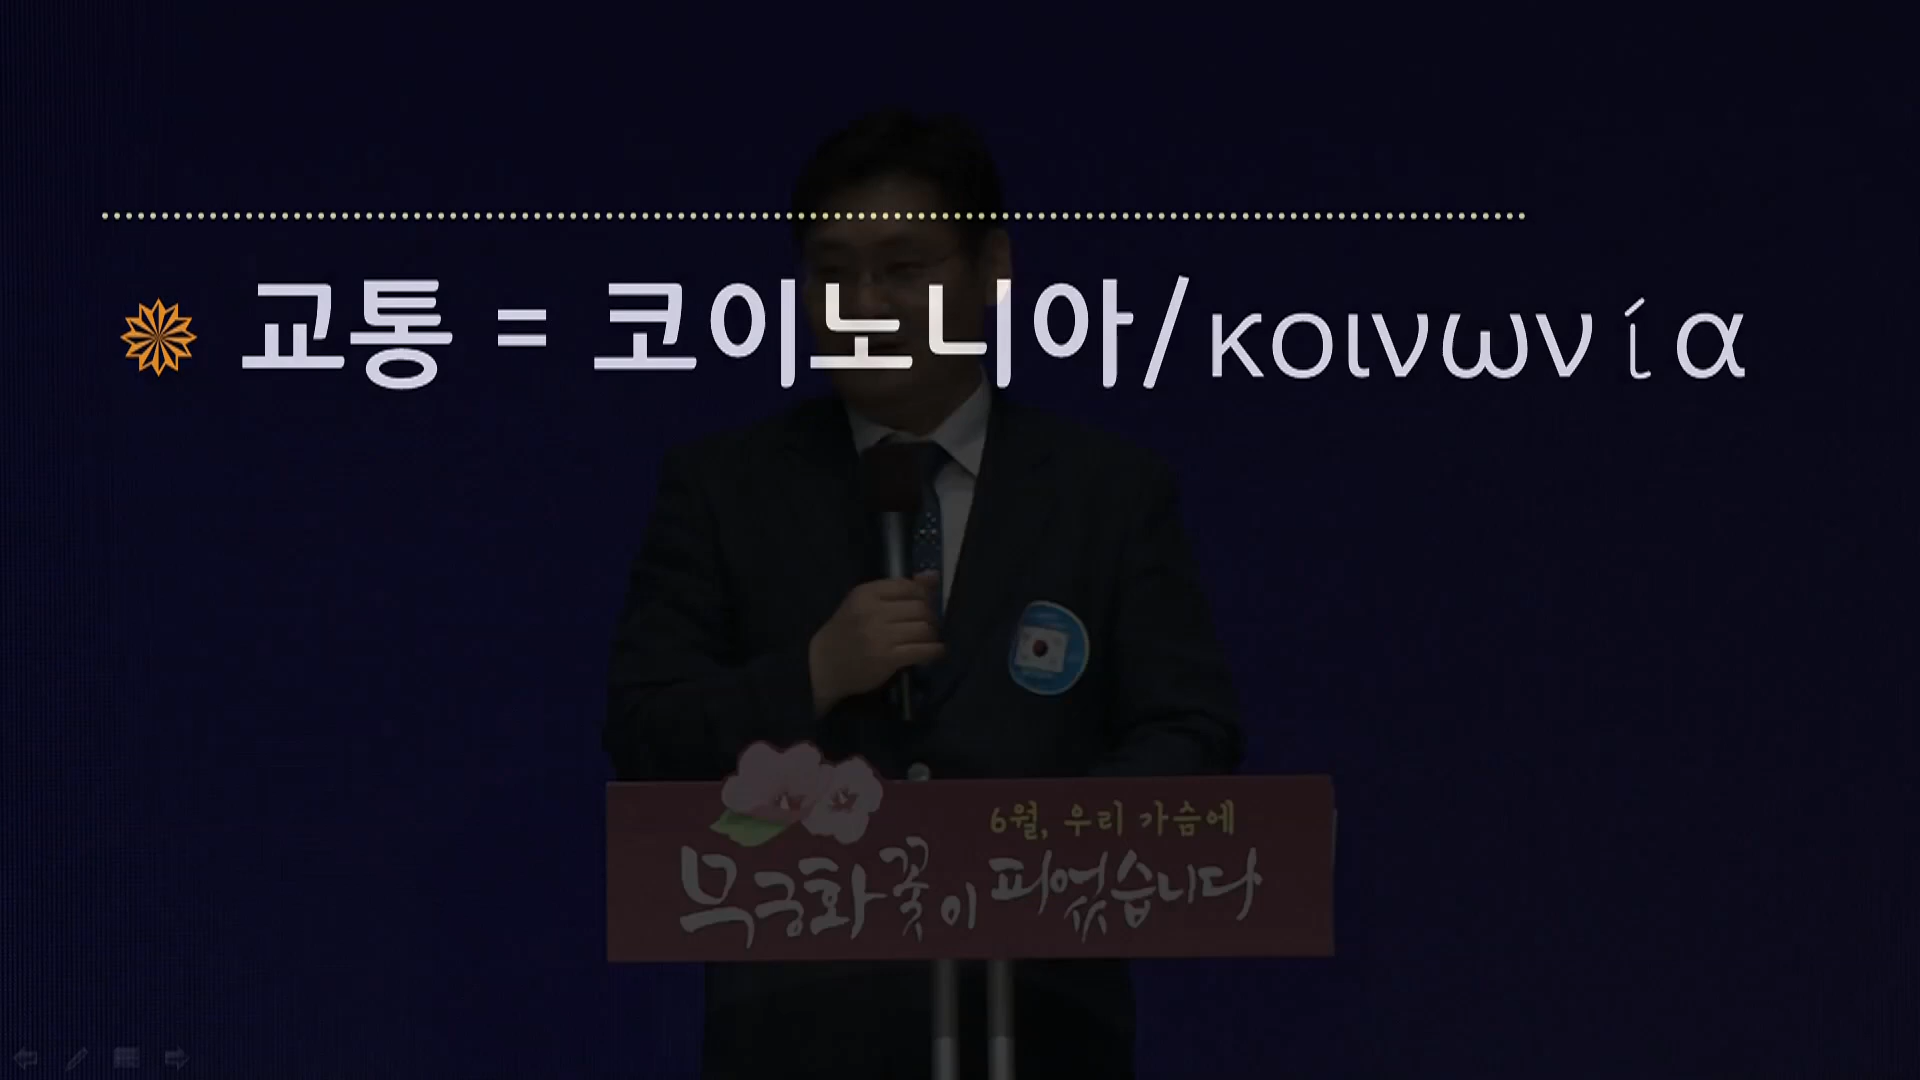 교통 = 코이노니아/κοινωνία
6월, 우리 가슴에
무궁화 꽃이 피었습니다